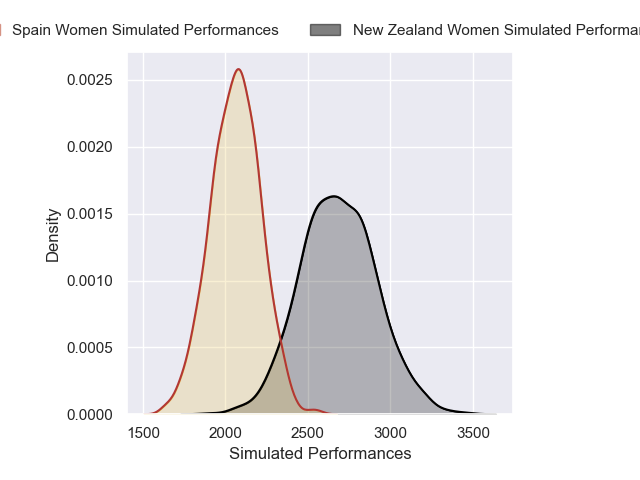 Spain Women Simulated Performances
New Zealand Women Simulated
0.0025
0.0020
0.0015
0.0010
0.0005
0.0000
Density
1500 2000 2500 3000 3500
Simulated Performances